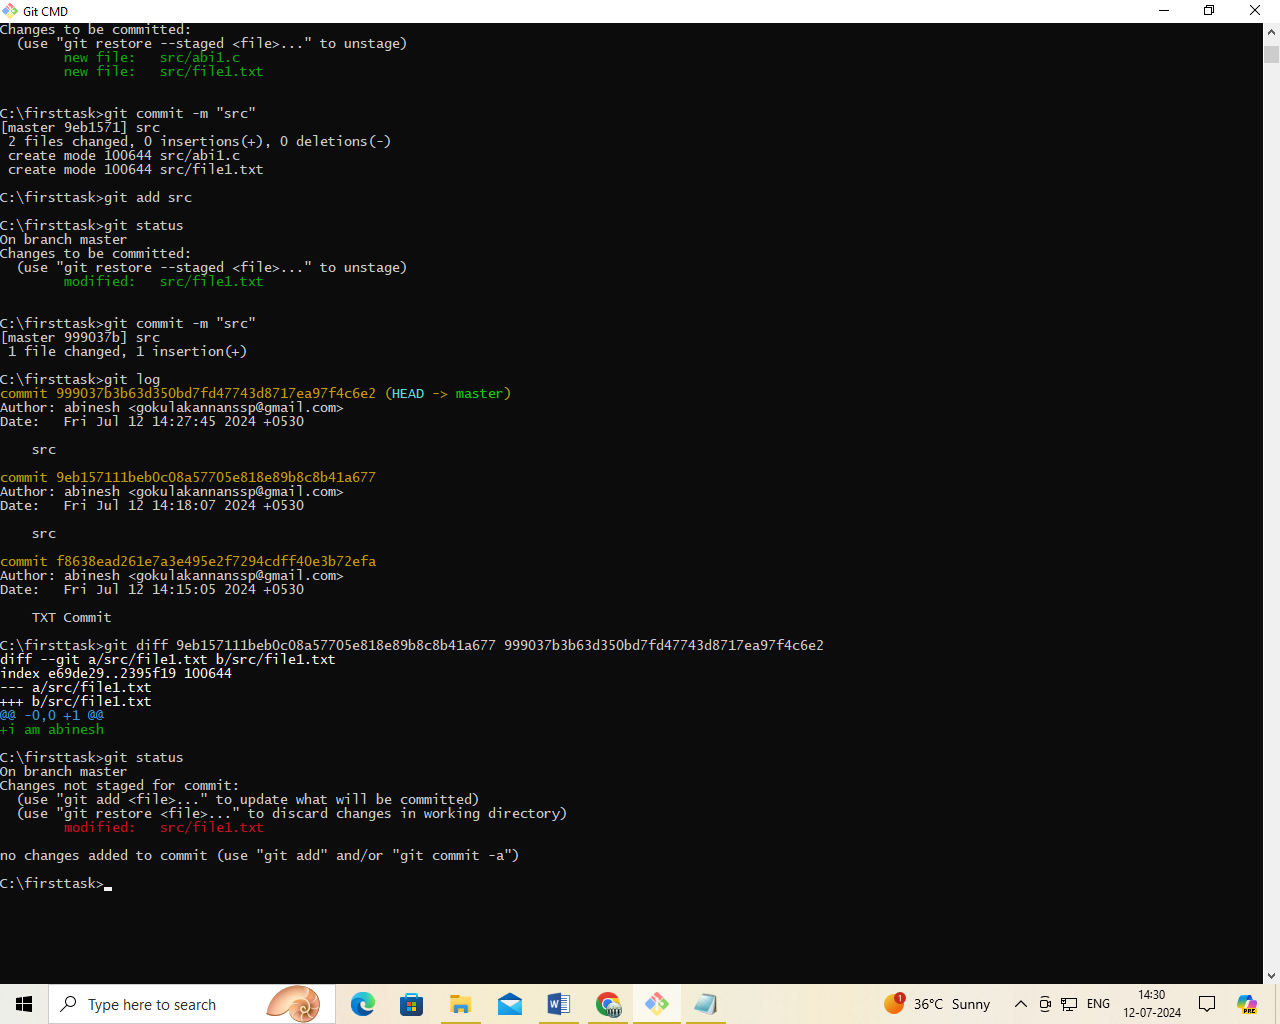 Git CMD
Changes to be committed:
  (use "git restore --staged <file>..." to unstage)
        new file:   src/abi1.c
        new file:   src/file1.txt
C:\firsttask>git commit -m "src"
[master 9eb1571] src
 2 files changed, 0 insertions(+), 0 deletions(-)
 create mode 100644 src/abi1.c
 create mode 100644 src/file1.txt
C:\firsttask>git add src
C:\firsttask>git status
On branch master
Changes to be committed:
  (use "git restore --staged <file>..." to unstage)
        modified:   src/file1.txt
C:\firsttask>git commit -m "src"
[master 999037b] src
 1 file changed, 1 insertion(+)
C:\firsttask>git log
commit 999037b3b63d350bd7fd47743d8717ea97f4c6e2 (HEAD -> master)
Author: abinesh <gokulakannanssp@gmail.com>
Date:   Fri Jul 12 14:27:45 2024 +0530
    src
commit 9eb157111beb0c08a57705e818e89b8c8b41a677
Author: abinesh <gokulakannanssp@gmail.com>
Date:   Fri Jul 12 14:18:07 2024 +0530
    src
commit f8638ead261e7a3e495e2f7294cdff40e3b72efa
Author: abinesh <gokulakannanssp@gmail.com>
Date:   Fri Jul 12 14:15:05 2024 +0530
    TXT Commit
C:\firsttask>git diff 9eb157111beb0c08a57705e818e89b8c8b41a677 999037b3b63d350bd7fd47743d8717ea97f4c6e2
diff --git a/src/file1.txt b/src/file1.txt
index e69de29..2395f19 100644
--- a/src/file1.txt
+++ b/src/file1.txt
@@ -0,0 +1 @@
+i am abinesh
C:\firsttask>git status
On branch master
Changes not staged for commit:
  (use "git add <file>..." to update what will be committed)
  (use "git restore <file>..." to discard changes in working directory)
        modified:   src/file1.txt
no changes added to commit (use "git add" and/or "git commit -a")
C:\firsttask>
Type here to search
1
36°C Sunny
ENG
14:30
12-07-2024
PRE